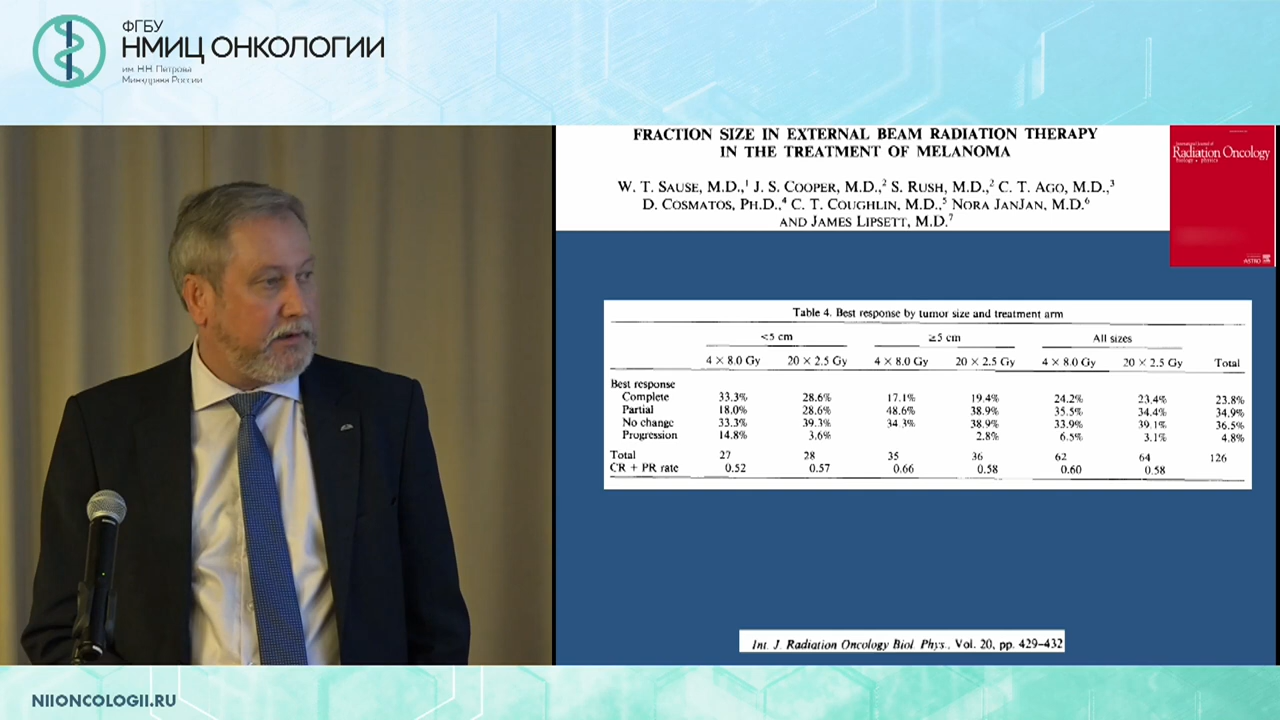 ФГБУ
НМИЦ ОНКОЛОГИИ
им. Н.Н. Петрова
Минздрава России
FRACTION SIZE IN EXTERNAL BEAM RADIATION THERAPY
IN THE TREATMENT OF MELANOMA
W. T. SAUSE, M.D.,¹ J. S. COOPER, M.D.,² S. RUSH, M.D.,² C. T. AGO, M.D.,³
D. COSMATOS, PH.D.,⁴ C. T. COUGHLIN, M.D.,⁵ NORA JANJAN, M.D.⁶
AND JAMES LIPSETT, M.D.⁷
International Journal of
Radiation Oncology
biology • physics
ASTRO
Table 4. Best response by tumor size and treatment arm
<5 cm ≥5 cm All sizes
4 × 8.0 Gy 20 × 2.5 Gy 4 × 8.0 Gy 20 × 2.5 Gy 4 × 8.0 Gy 20 × 2.5 Gy Total
Best response
Complete 33.3% 28.6% 17.1% 19.4% 24.2% 23.4% 23.8%
Partial 18.0% 28.6% 48.6% 38.9% 35.5% 34.4% 34.9%
No change 33.3% 39.3% 34.3% 38.9% 33.9% 39.1% 36.5%
Progression 14.8% 3.6% 2.8% 6.5% 3.1% 4.8%
Total 27 28 35 36 62 64 126
CR + PR rate 0.52 0.57 0.66 0.58 0.60 0.58
Int. J. Radiation Oncology Biol. Phys., Vol. 20, pp. 429–432
NIIONCOLOGII.RU